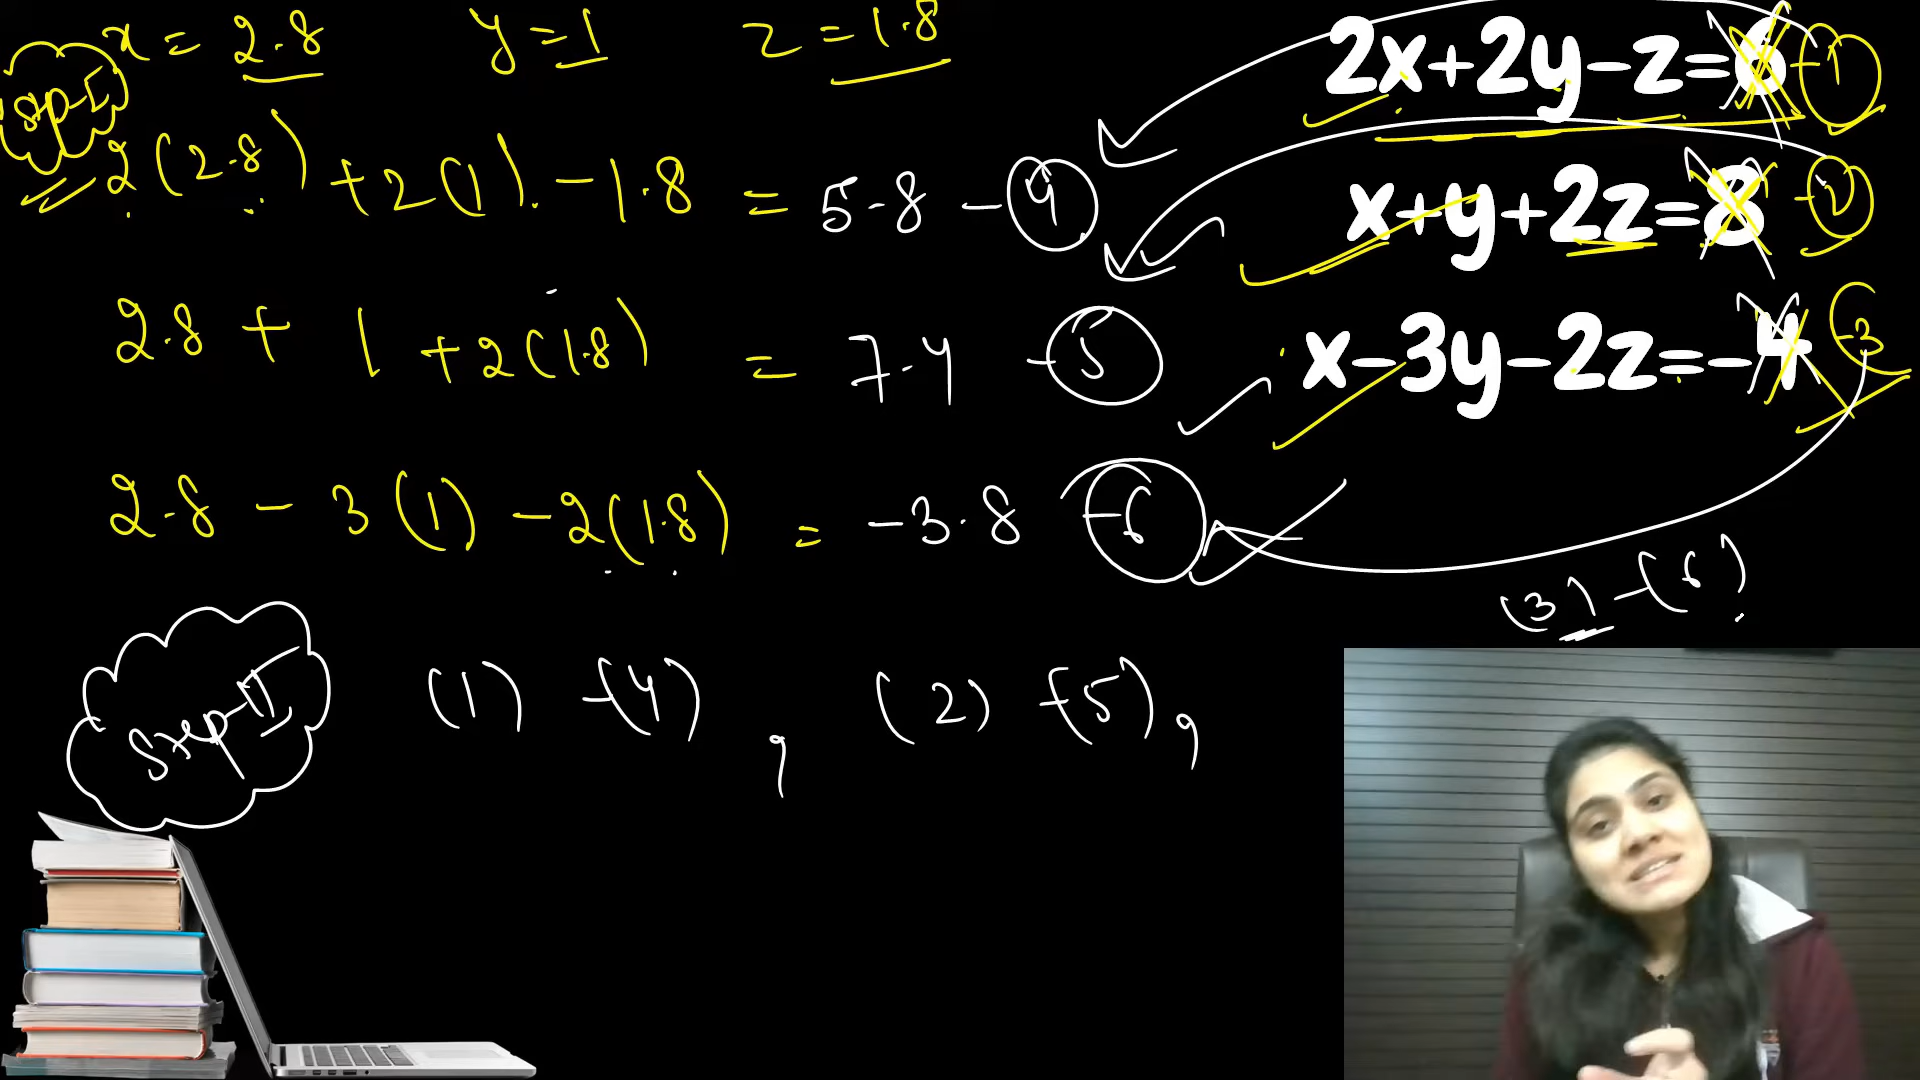 x = 2.8 y = 1 z = 1.8
2x+2y-z=6 -1
Step-I
2(2.8) + 2(1) - 1.8 = 5.8 - 4
x+y+2z=8 -2
2.8 + 1 + 2(1.8) = 7.4 - 5
x-3y-2z=-4 -3
2.8 - 3(1) - 2(1.8) = -3.8 - 6
(3) - (6)
Step-II
(1) - (4) , (2) - (5) ,